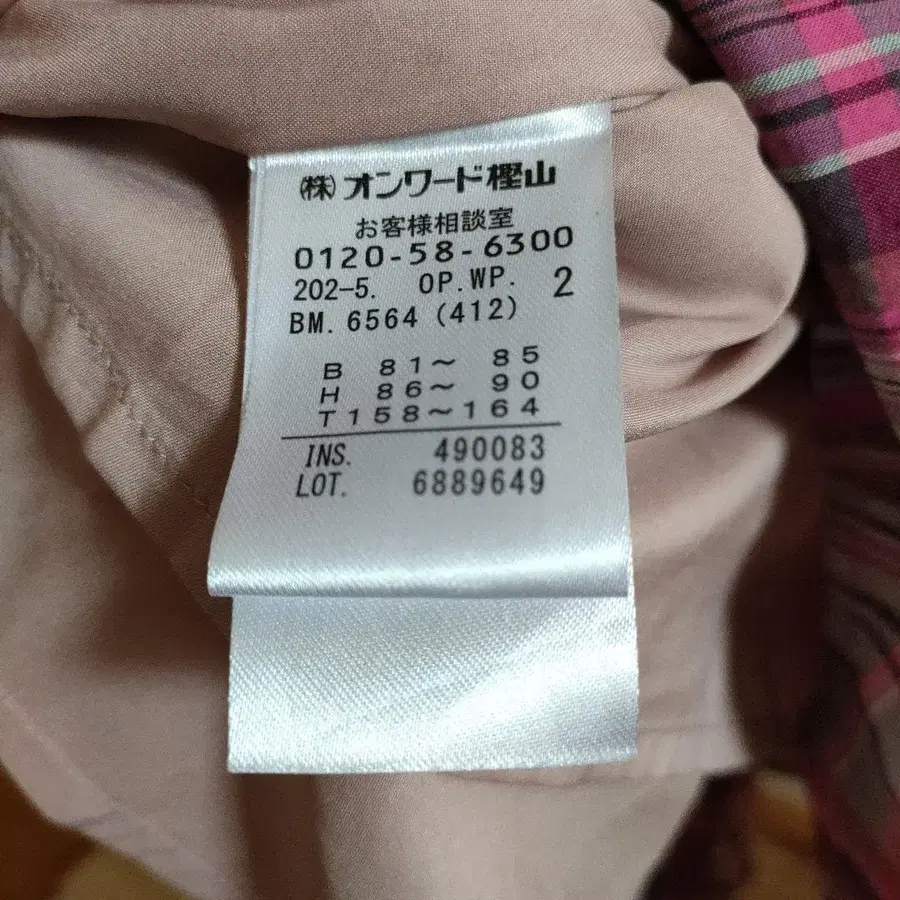 ㈱オンワード樫山
お客様相談室
0120-58-6300
202-5. OP.WP. 2
BM. 6564 (412)
B 81～ 85
H 86～ 90
T158～164
INS. 490083
LOT. 6889649